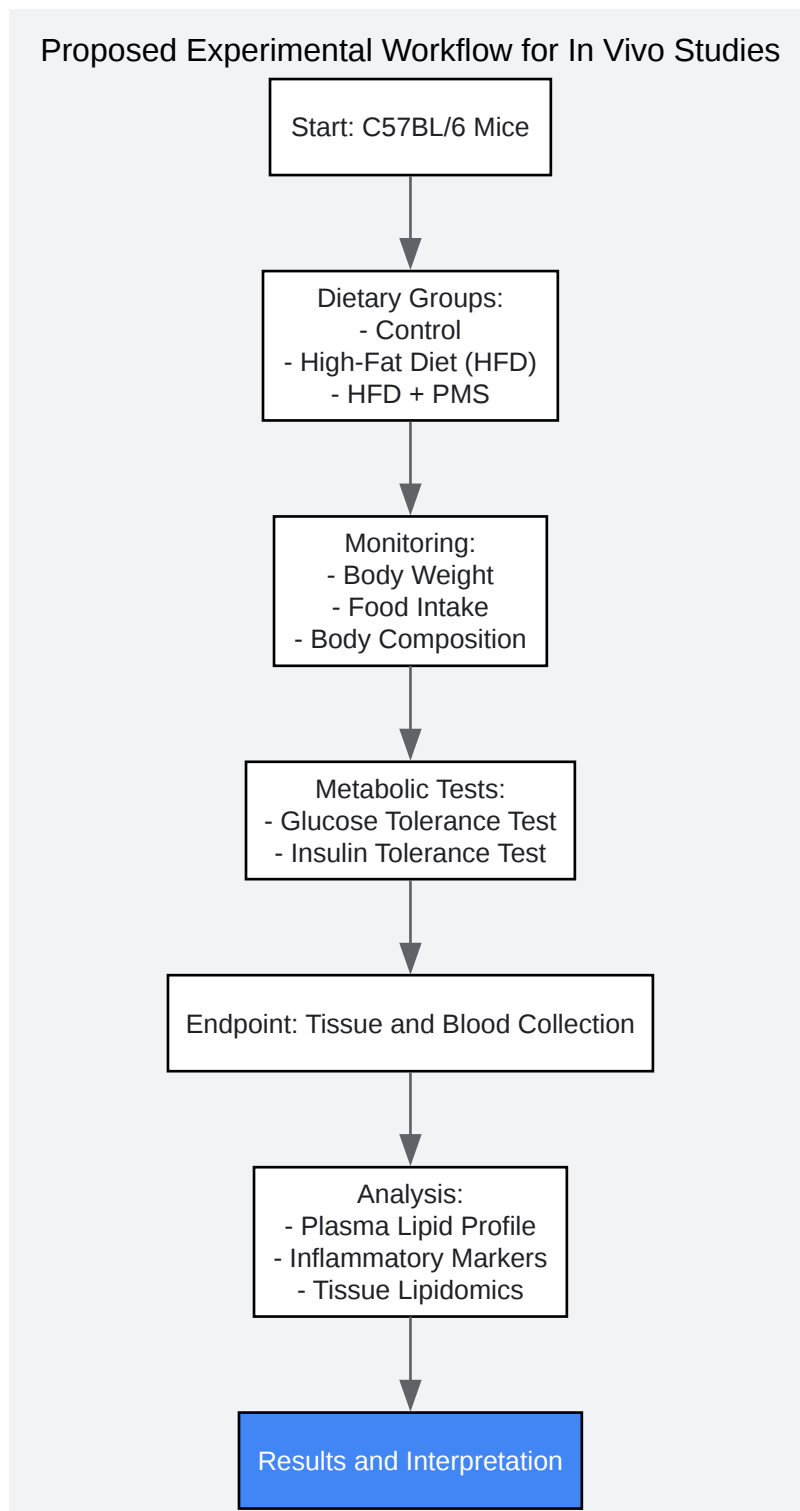 Proposed Experimental Workflow for In Vivo Studies
Start: C57BL/6 Mice
Dietary Groups:
- Control
- High-Fat Diet (HFD)
- HFD + PMS
Monitoring:
- Body Weight
- Food Intake
- Body Composition
Metabolic Tests:
- Glucose Tolerance Test
- Insulin Tolerance Test
Endpoint: Tissue and Blood Collection
Analysis:
- Plasma Lipid Profile
- Inflammatory Markers
- Tissue Lipidomics
Results and Interpretation